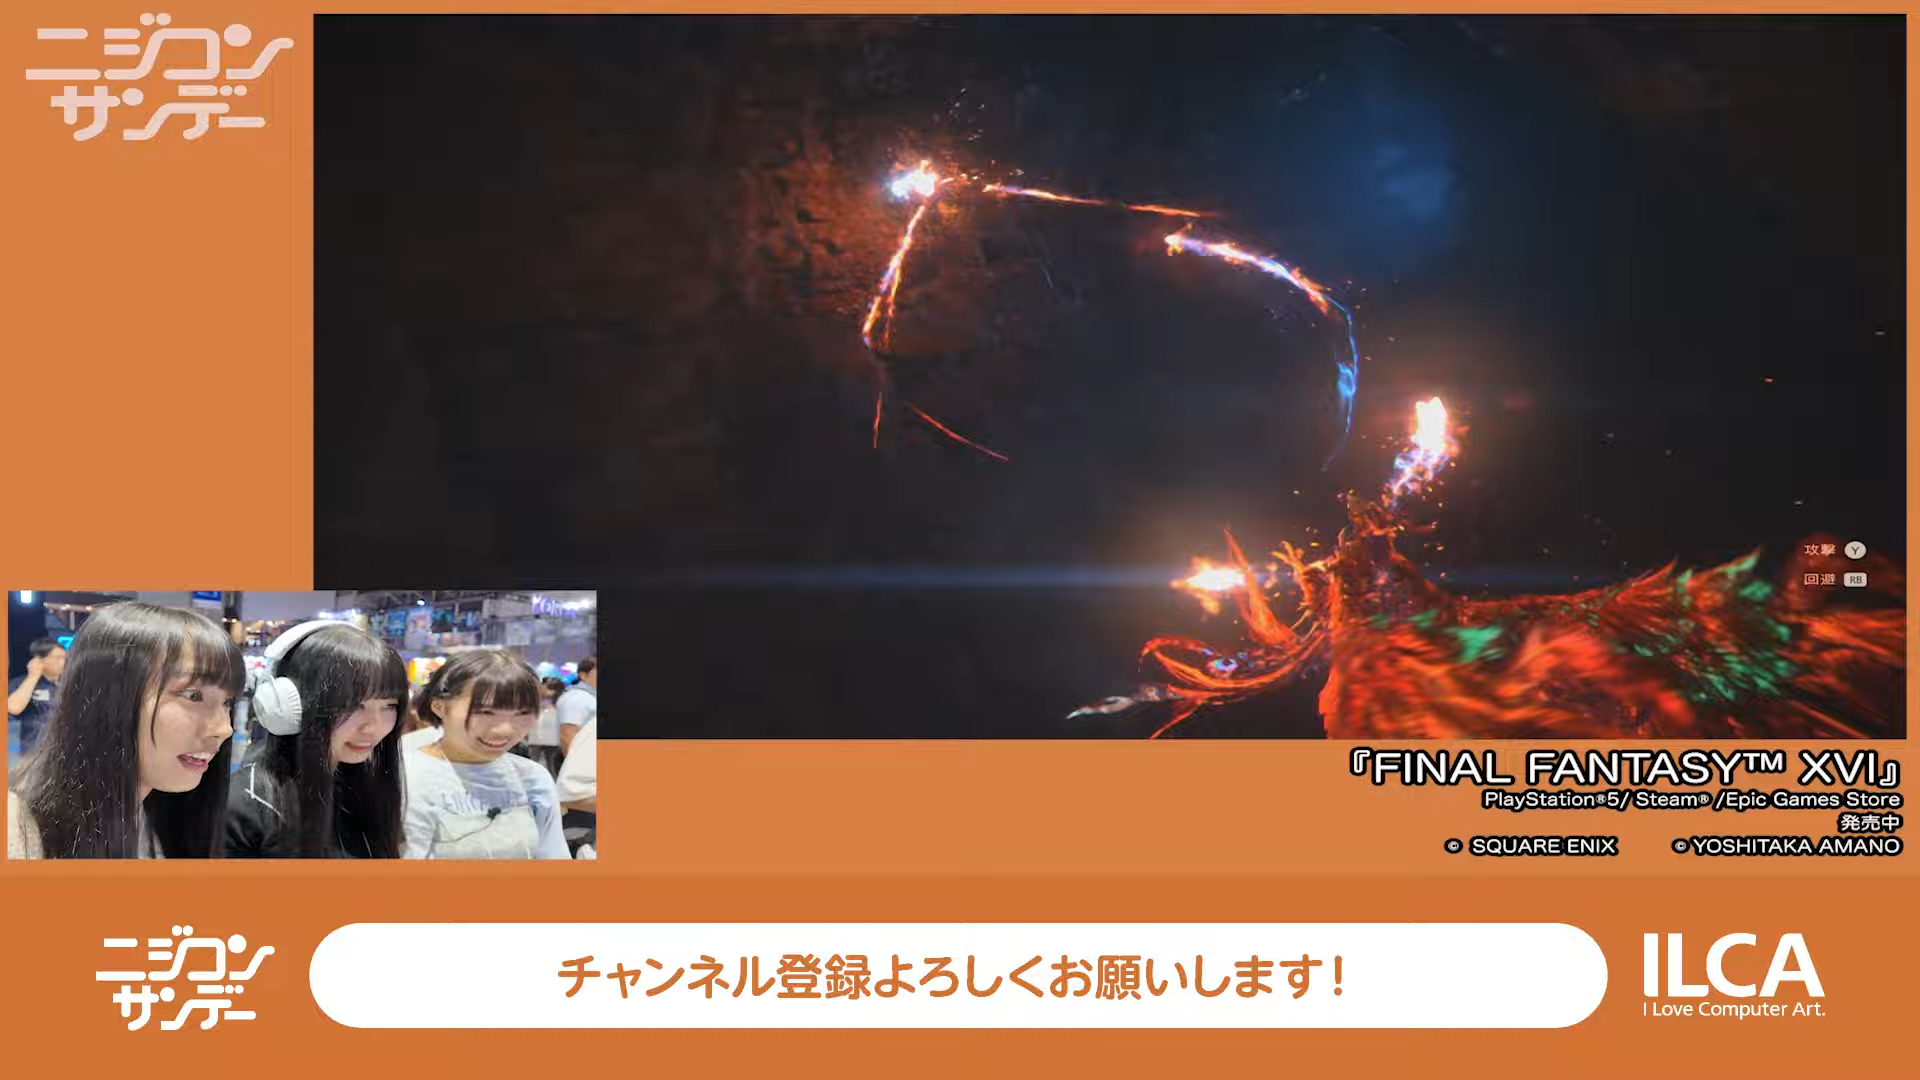 ニジコン
サンデー
攻撃 Y
回避 RB
『FINAL FANTASY™ XVI』
PlayStation®5/ Steam® /Epic Games Store
発売中
© SQUARE ENIX © YOSHITAKA AMANO
ニジコン
サンデー
チャンネル登録よろしくお願いします!
ILCA
I Love Computer Art.